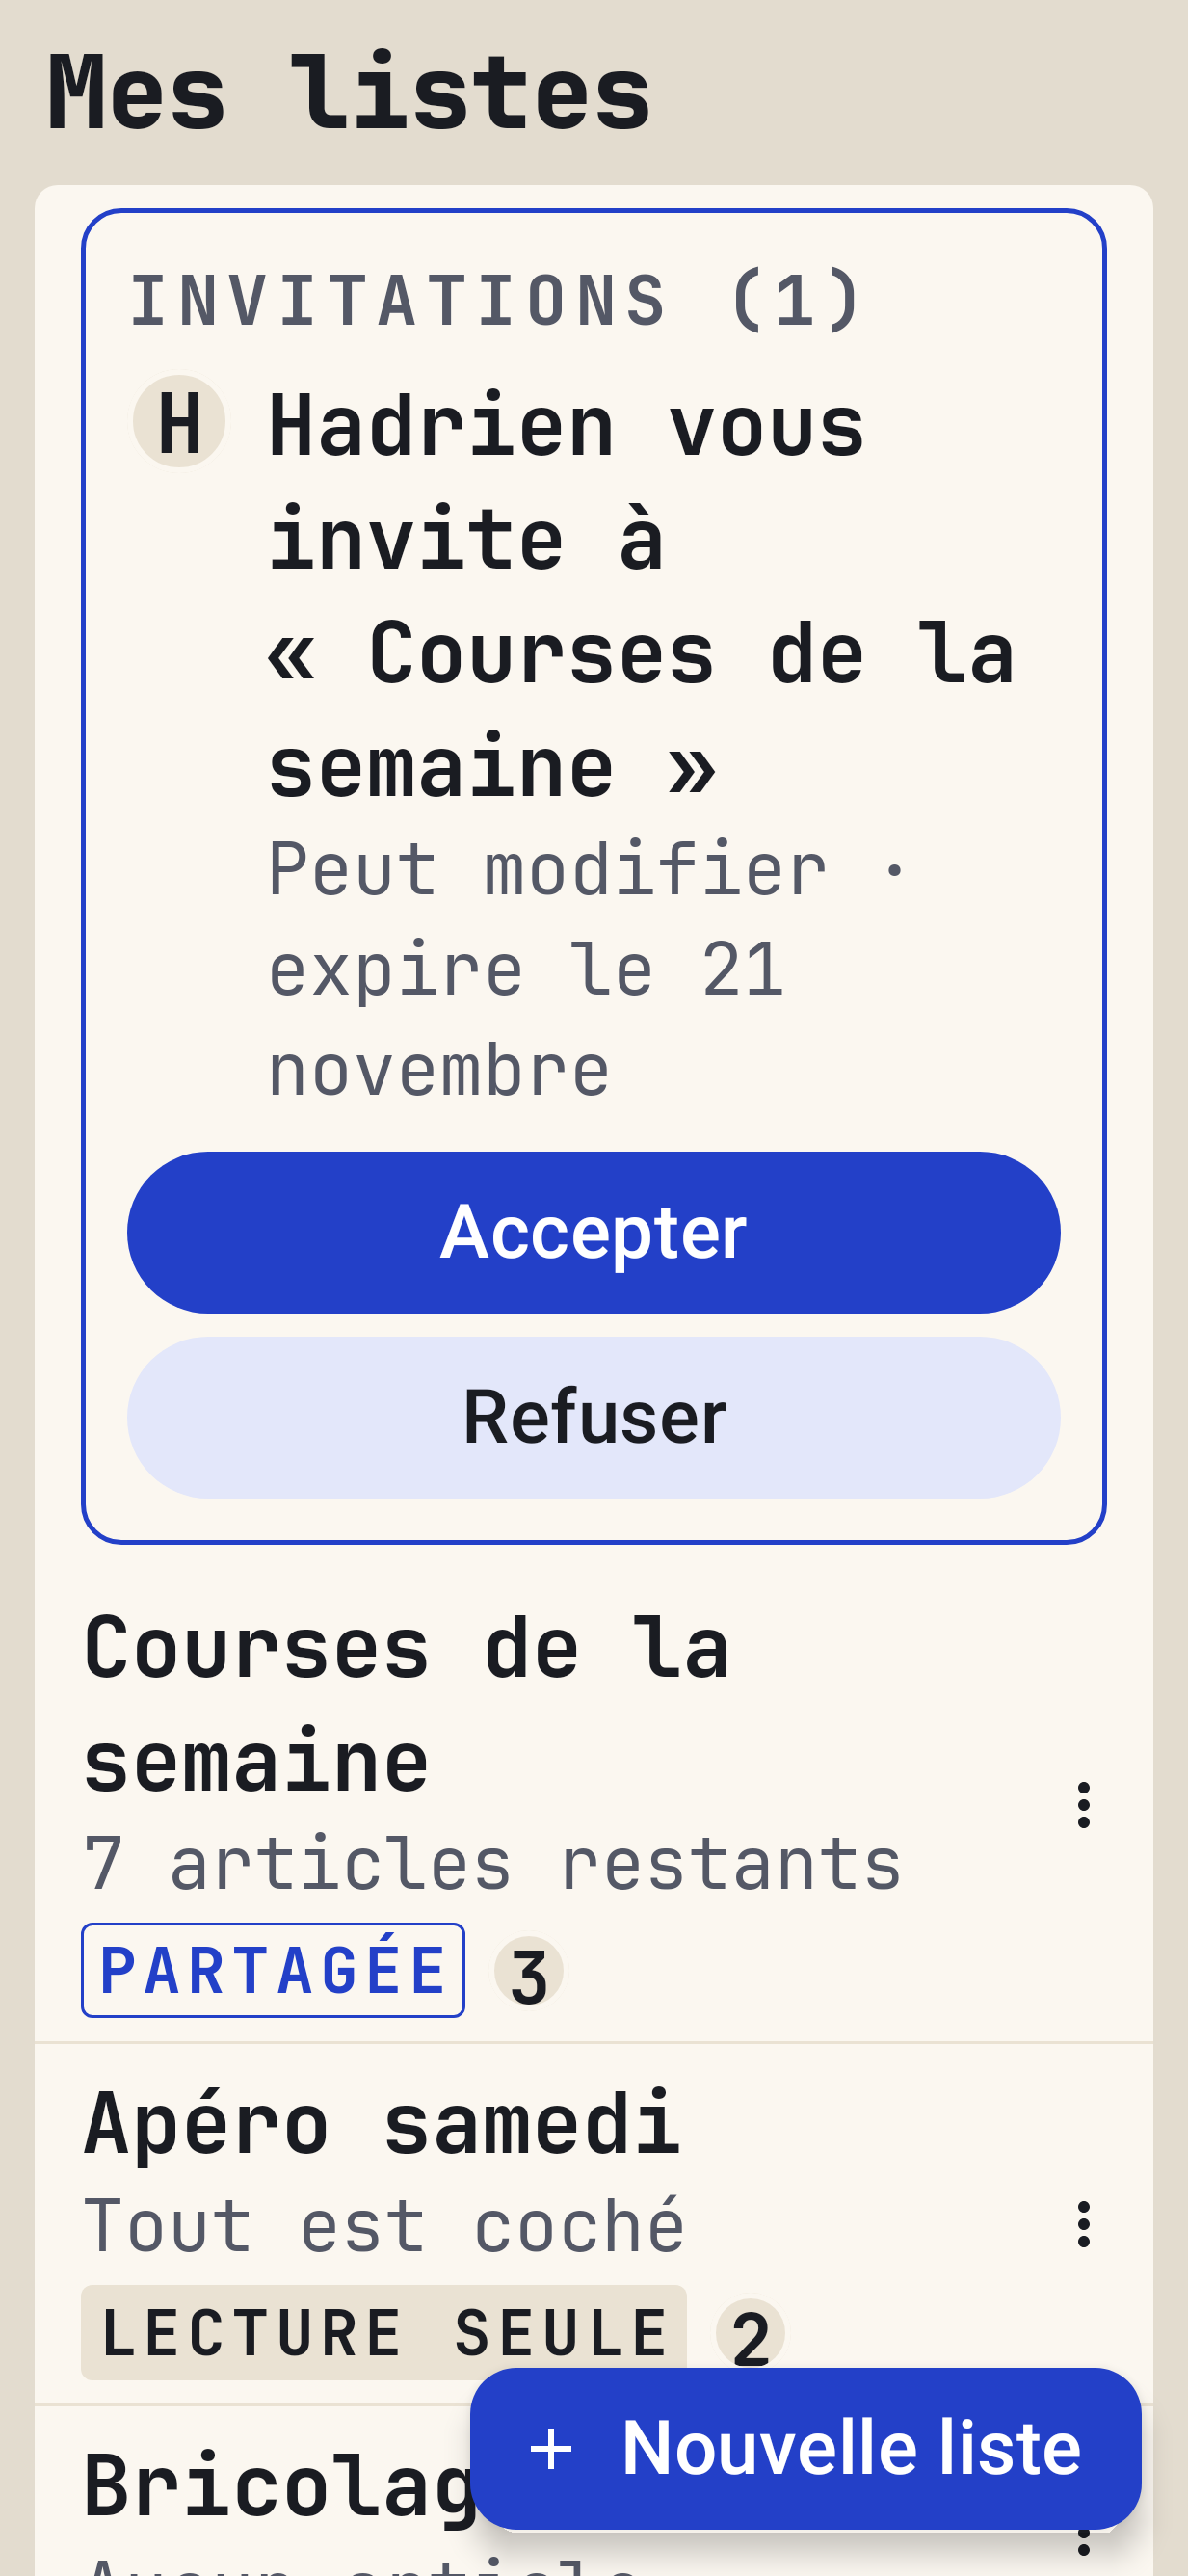 Mes listes
INVITATIONS (1)
H
Hadrien vous
invite à
« Courses de la
semaine »
Peut modifier ·
expire le 21
novembre
Accepter
Refuser
Courses de la
semaine
7 articles restants
PARTAGÉE 3
Apéro samedi
Tout est coché
LECTURE SEULE 2
+ Nouvelle liste